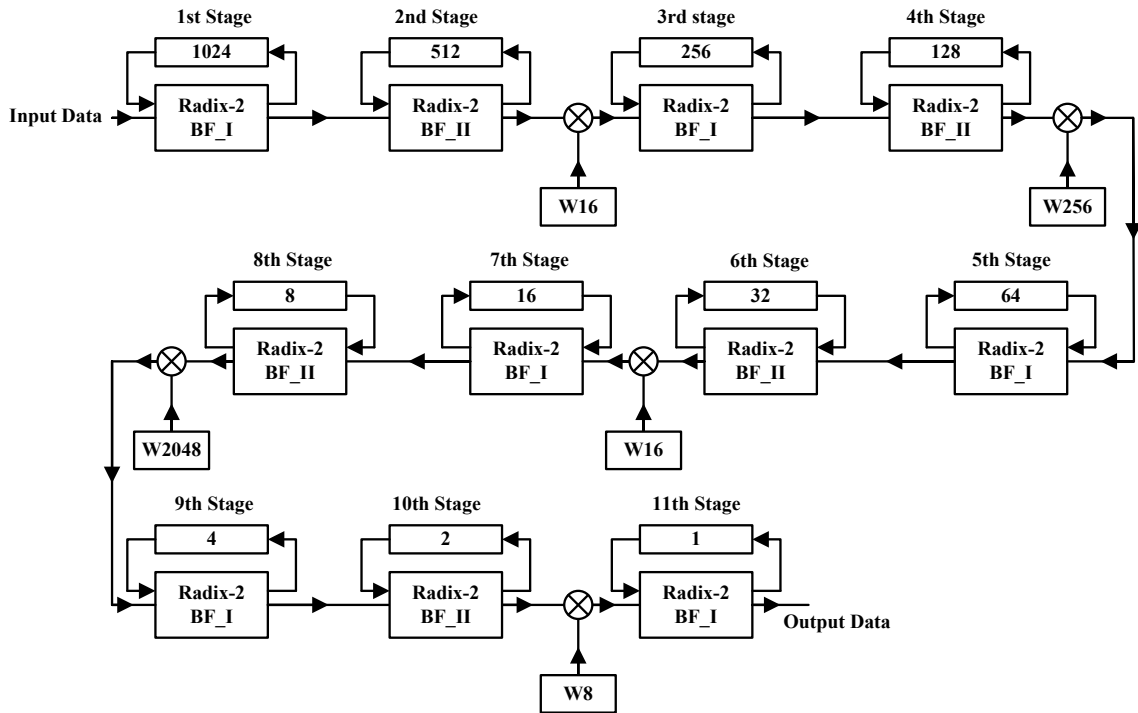 1st Stage
2nd Stage
3rd stage
4th Stage
1024
512
256
128
Input Data
Radix-2
BF_I
Radix-2
BF_II
Radix-2
BF_I
Radix-2
BF_II
W16
W256
8th Stage
7th Stage
6th Stage
5th Stage
8
16
32
64
Radix-2
BF_II
Radix-2
BF_I
Radix-2
BF_II
Radix-2
BF_I
W2048
W16
9th Stage
10th Stage
11th Stage
4
2
1
Radix-2
BF_I
Radix-2
BF_II
Radix-2
BF_I
Output Data
W8